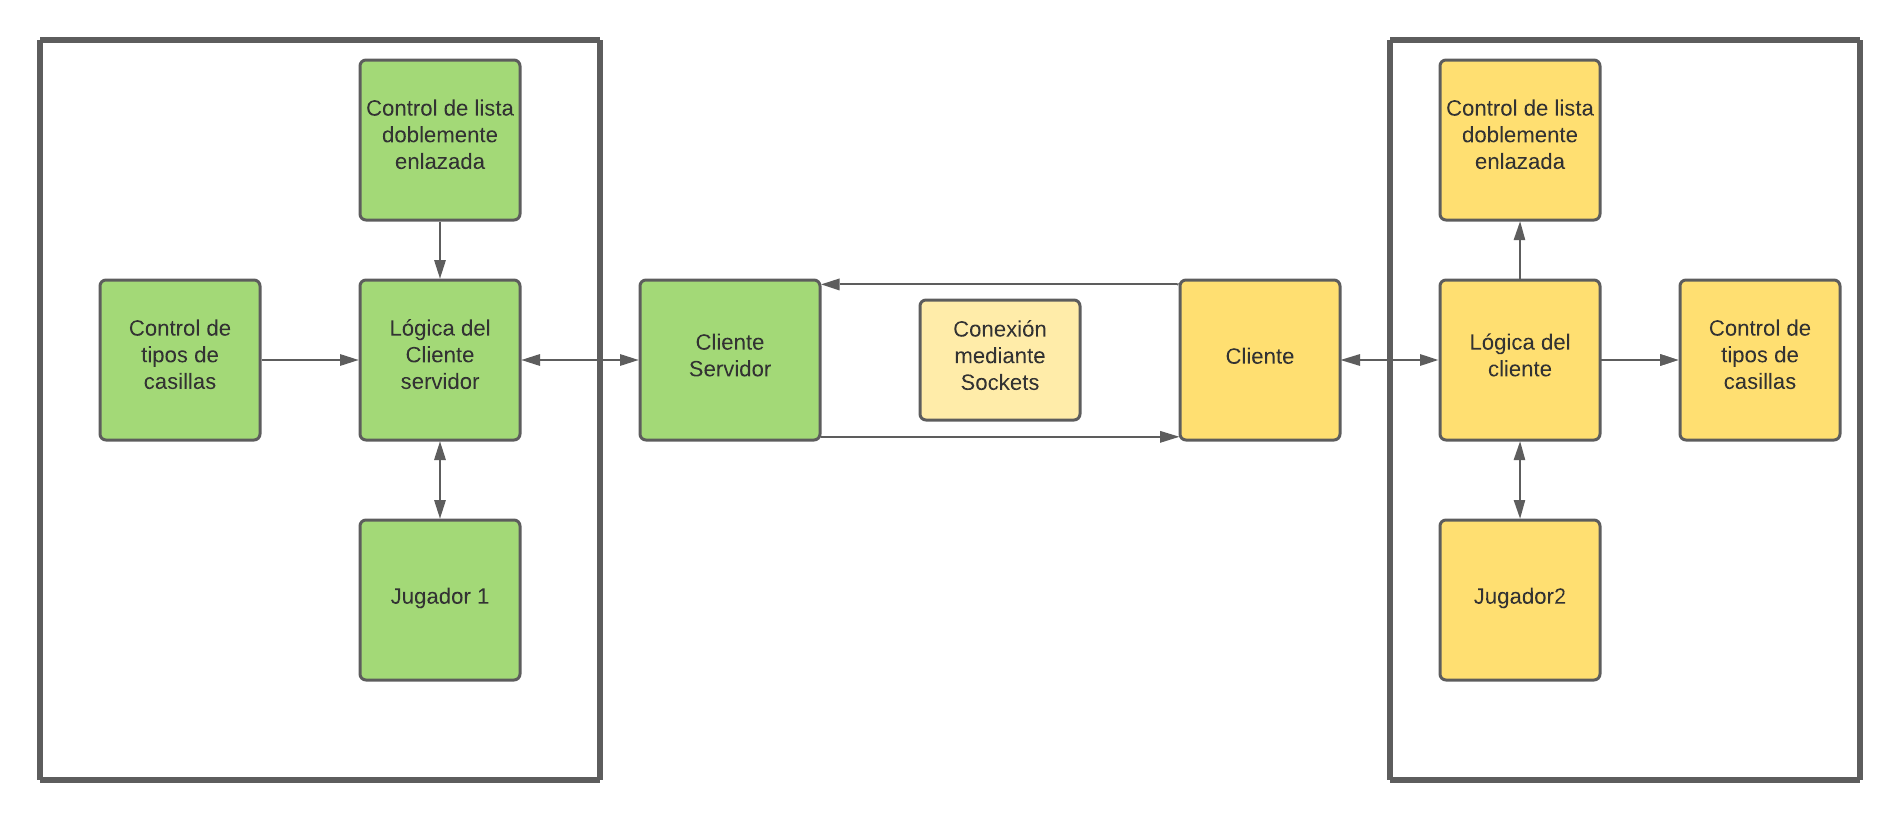 Control de lista
doblemente
enlazada
Control de lista
doblemente
enlazada
Control de
tipos de
casillas
Lógica del
Cliente
servidor
Cliente
Servidor
Conexión
mediante
Sockets
Cliente
Lógica del
cliente
Control de
tipos de
casillas
Jugador 1
Jugador2